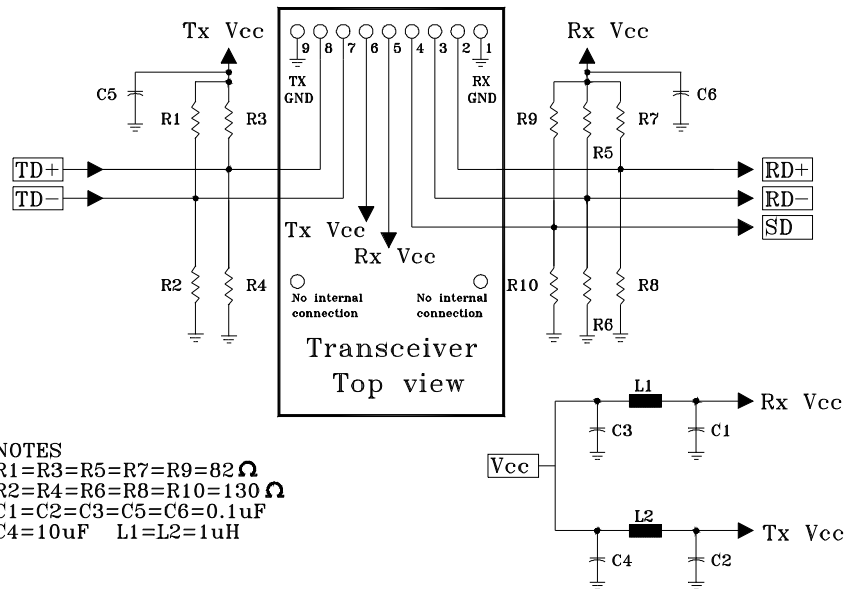 Tx Vcc
Rx Vcc
9 8 7 6 5 4 3 2 1
TX
GND
RX
GND
C5
C6
R1
R3
R9
R7
R5
TD+
RD+
TD-
RD-
SD
Tx Vcc
Rx Vcc
R2
R4
R10
R8
R6
No internal
connection
No internal
connection
Transceiver
Top view
L1
Rx Vcc
C3
C1
Vcc
L2
Tx Vcc
C4
C2
NOTES
R1=R3=R5=R7=R9=82Ω
R2=R4=R6=R8=R10=130Ω
C1=C2=C3=C5=C6=0.1uF
C4=10uF L1=L2=1uH